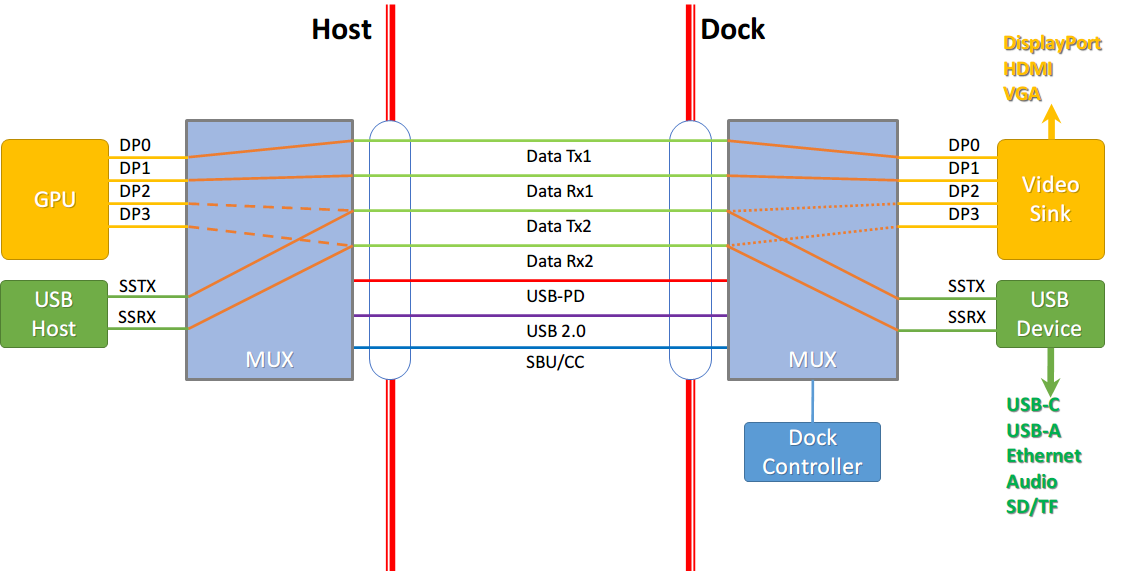 Host
Dock
DisplayPort
HDMI
VGA
GPU
DP0
DP1
DP2
DP3
USB
Host
SSTX
SSRX
MUX
Data Tx1
Data Rx1
Data Tx2
Data Rx2
USB-PD
USB 2.0
SBU/CC
MUX
Dock
Controller
DP0
DP1
DP2
DP3
Video
Sink
SSTX
SSRX
USB
Device
USB-C
USB-A
Ethernet
Audio
SD/TF